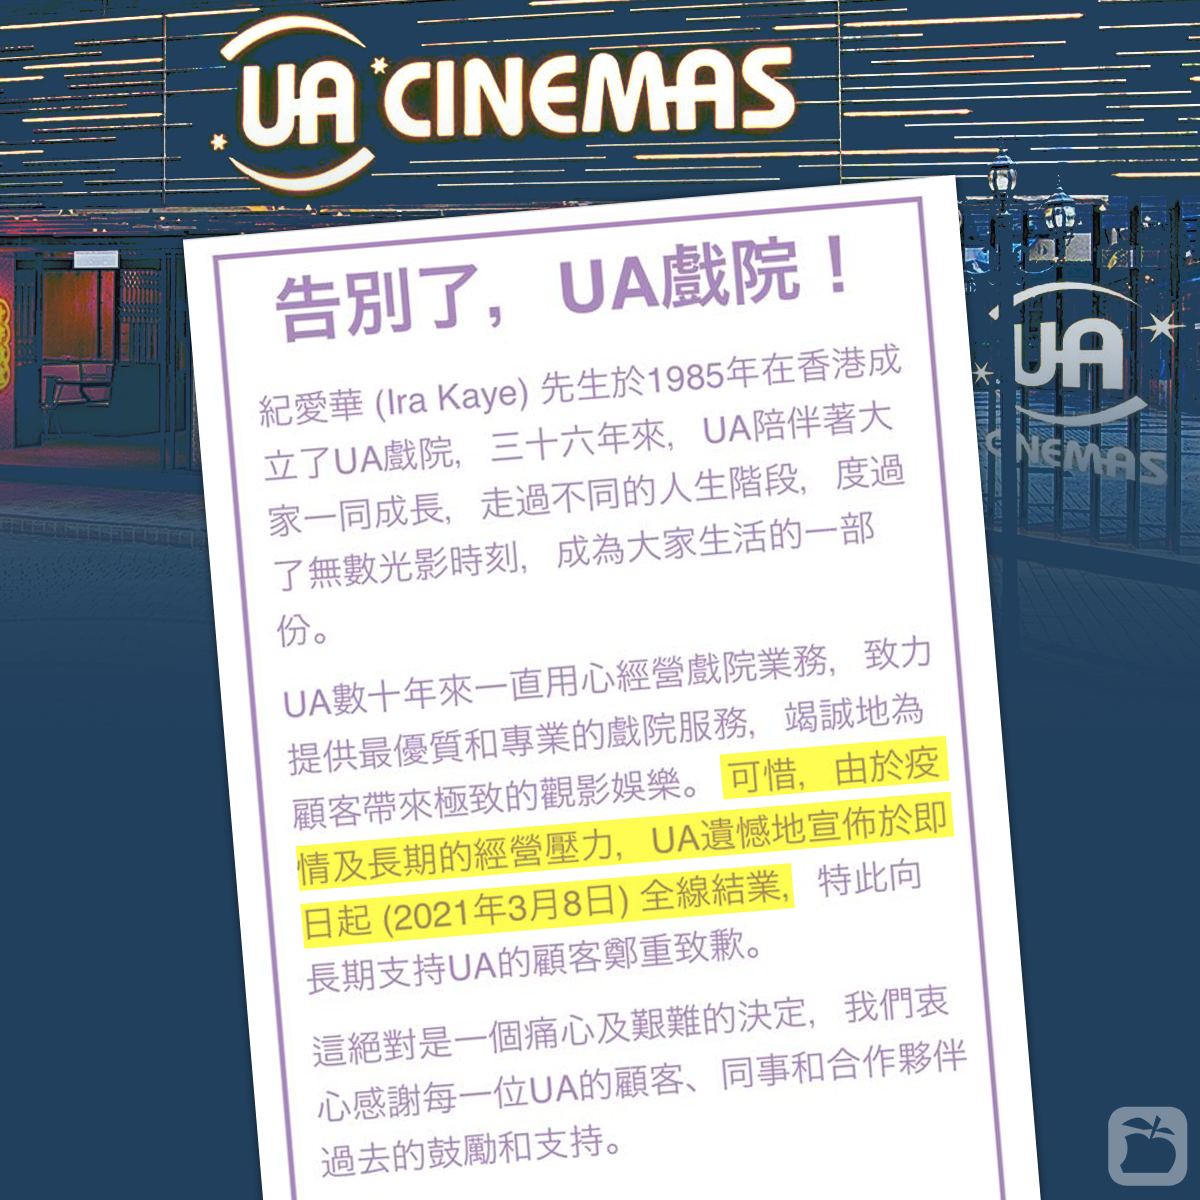 UA CINEMAS
告別了，UA戲院！
紀愛華 (Ira Kaye) 先生於1985年在香港成
立了UA戲院，三十六年來，UA陪伴著大
家一同成長，走過不同的人生階段，度過
了無數光影時刻，成為大家生活的一部
份。
UA數十年來一直用心經營戲院業務，致力
提供最優質和專業的戲院服務，竭誠地為
顧客帶來極致的觀影娛樂。可惜，由於疫
情及長期的經營壓力，UA遺憾地宣佈於即
日起 (2021年3月8日) 全線結業，特此向
長期支持UA的顧客鄭重致歉。
這絕對是一個痛心及艱難的決定，我們衷
心感謝每一位UA的顧客、同事和合作夥伴
過去的鼓勵和支持。
UA
CINEMAS